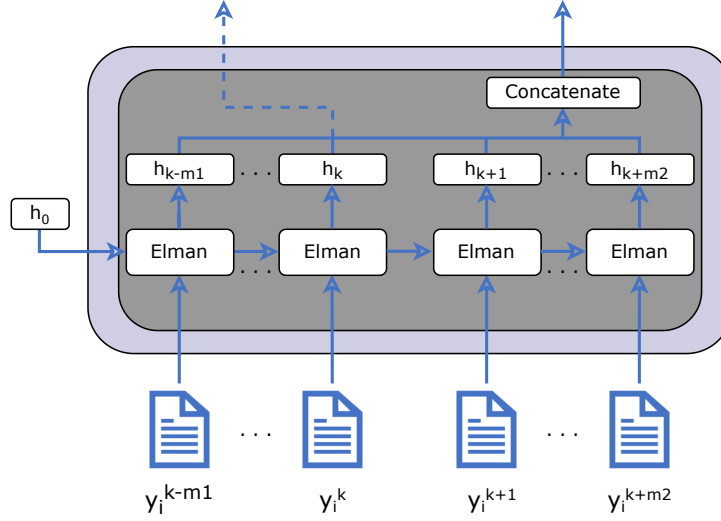 Concatenate
h_{k-m1} . . . h_k h_{k+1} . . . h_{k+m2}
h_0
Elman Elman Elman Elman
. . . . . .
. . . . . .
y_i^{k-m1} y_i^k y_i^{k+1} y_i^{k+m2}